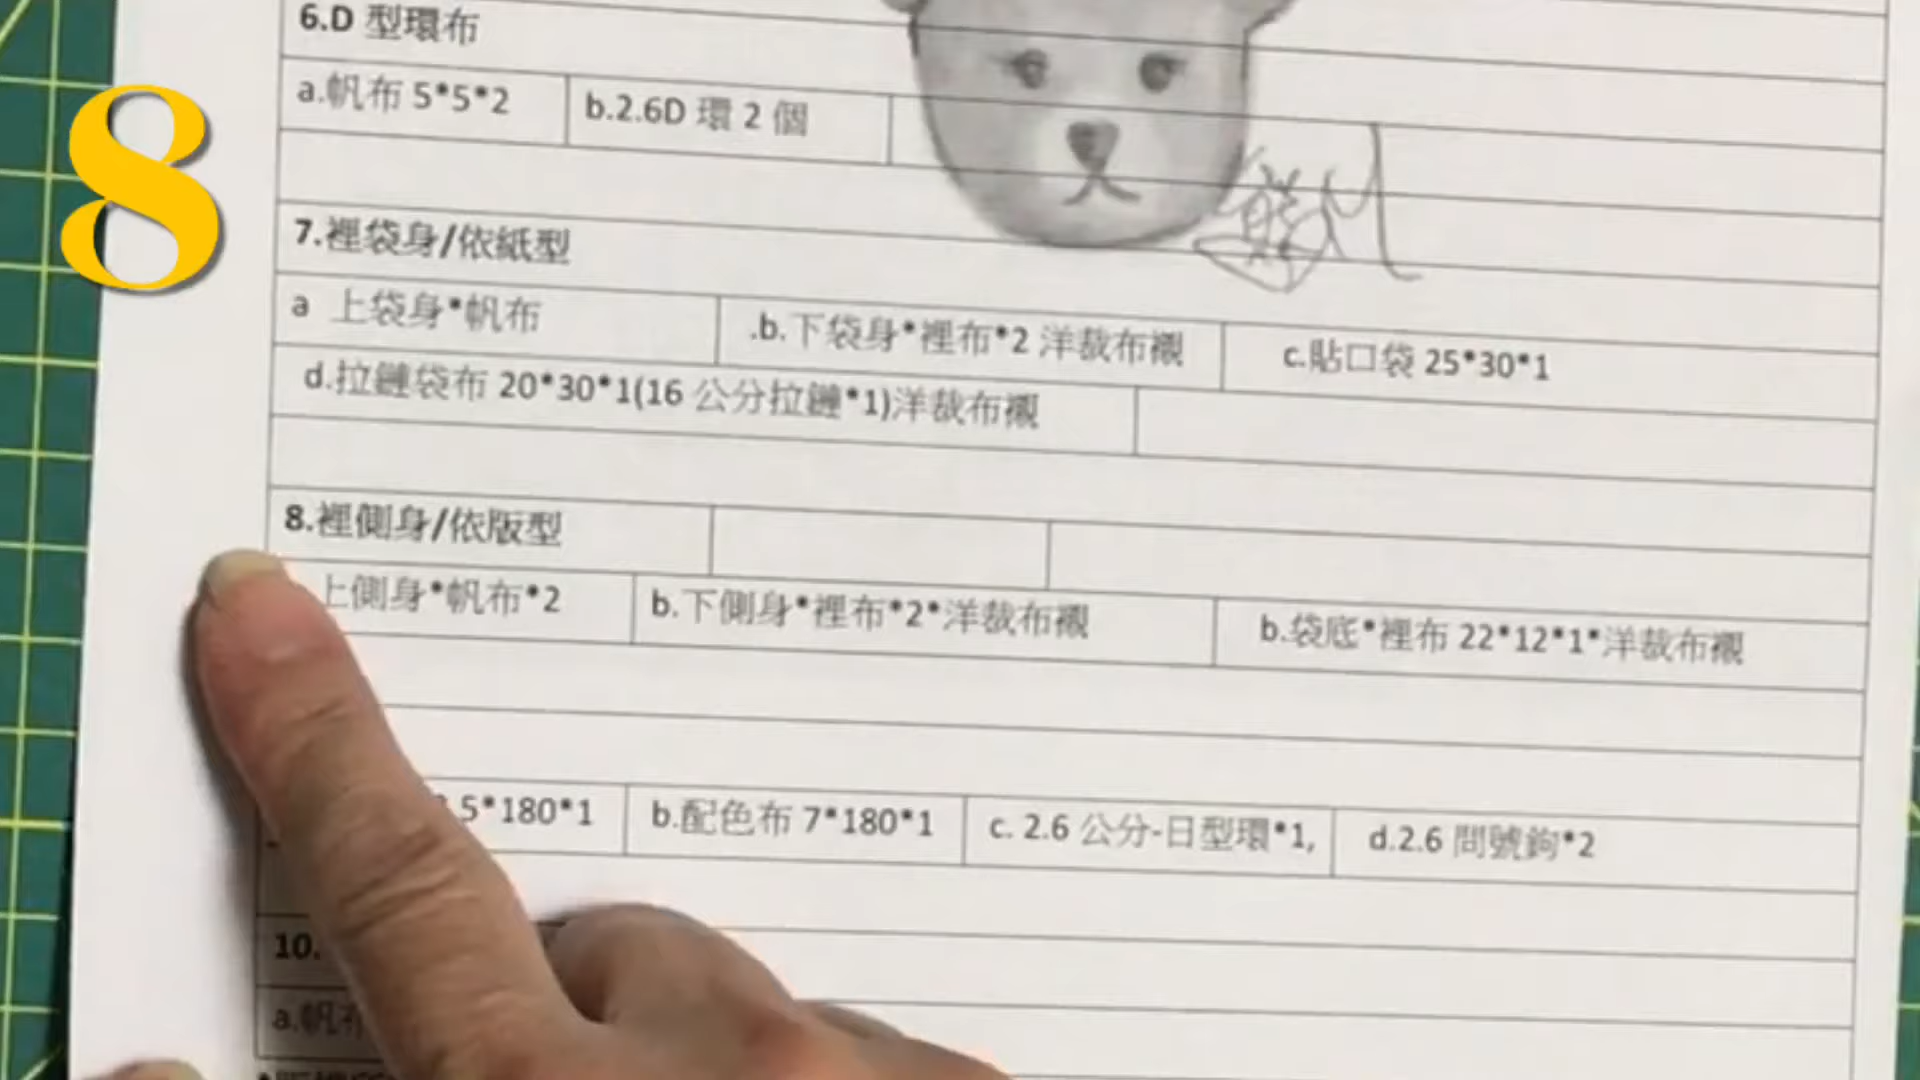 8
6.D 型環布
a.帆布 5*5*2 b.2.6D 環 2 個
7.裡袋身/依紙型
a 上袋身*帆布 .b.下袋身*裡布*2 洋裁布襯 c.貼口袋 25*30*1
d.拉鏈袋布 20*30*1(16 公分拉鏈*1)洋裁布襯
8.裡側身/依版型
上側身*帆布*2 b.下側身*裡布*2*洋裁布襯 b.袋底*裡布 22*12*1*洋裁布襯
5*180*1 b.配色布 7*180*1 c. 2.6 公分-日型環*1, d.2.6 問號鉤*2
10.
a.帆布